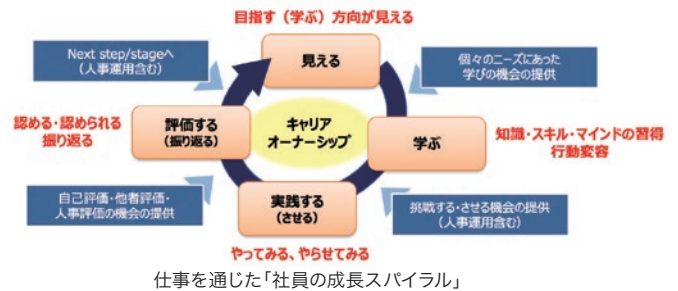 目指す（学ぶ）方向が見える
Next step/stageへ
（人事運用含む）
見える
個々のニーズにあった
学びの機会の提供
認める・認められる
振り返る
評価する
（振り返る）
キャリア
オーナーシップ
学ぶ
知識・スキル・マインドの習得
行動変容
自己評価・他者評価・
人事評価の機会の提供
実践する
（させる）
挑戦する・させる機会の提供
（人事運用含む）
やってみる、やらせてみる
仕事を通じた「社員の成長スパイラル」